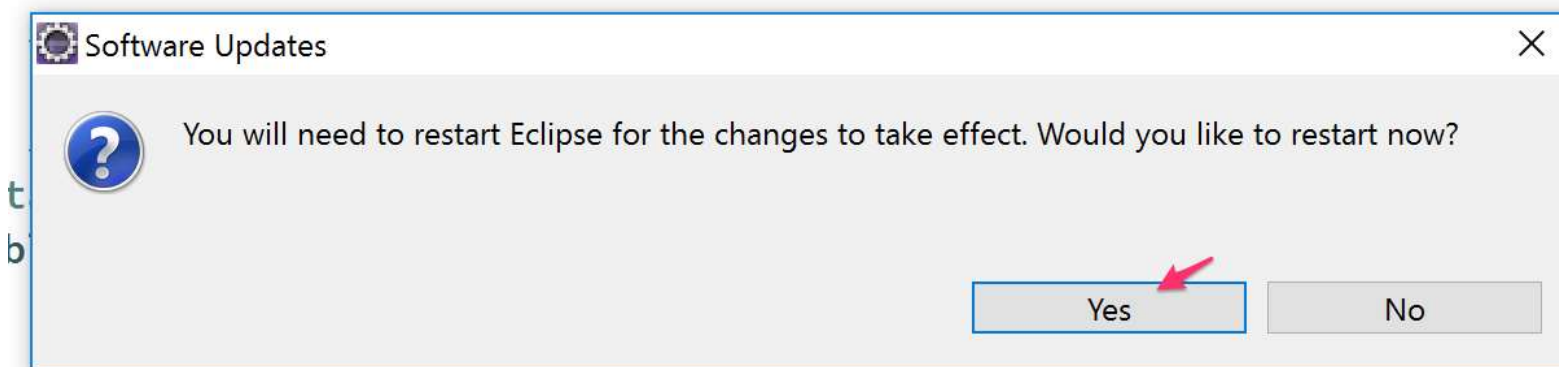 Software Updates
You will need to restart Eclipse for the changes to take effect. Would you like to restart now?
Yes
No